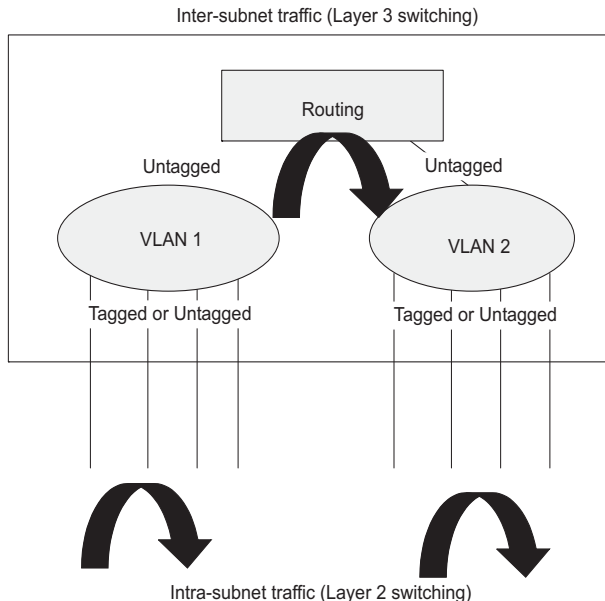 Inter-subnet traffic (Layer 3 switching)
Routing
Untagged
Untagged
VLAN 1
VLAN 2
Tagged or Untagged
Tagged or Untagged
Intra-subnet traffic (Layer 2 switching)